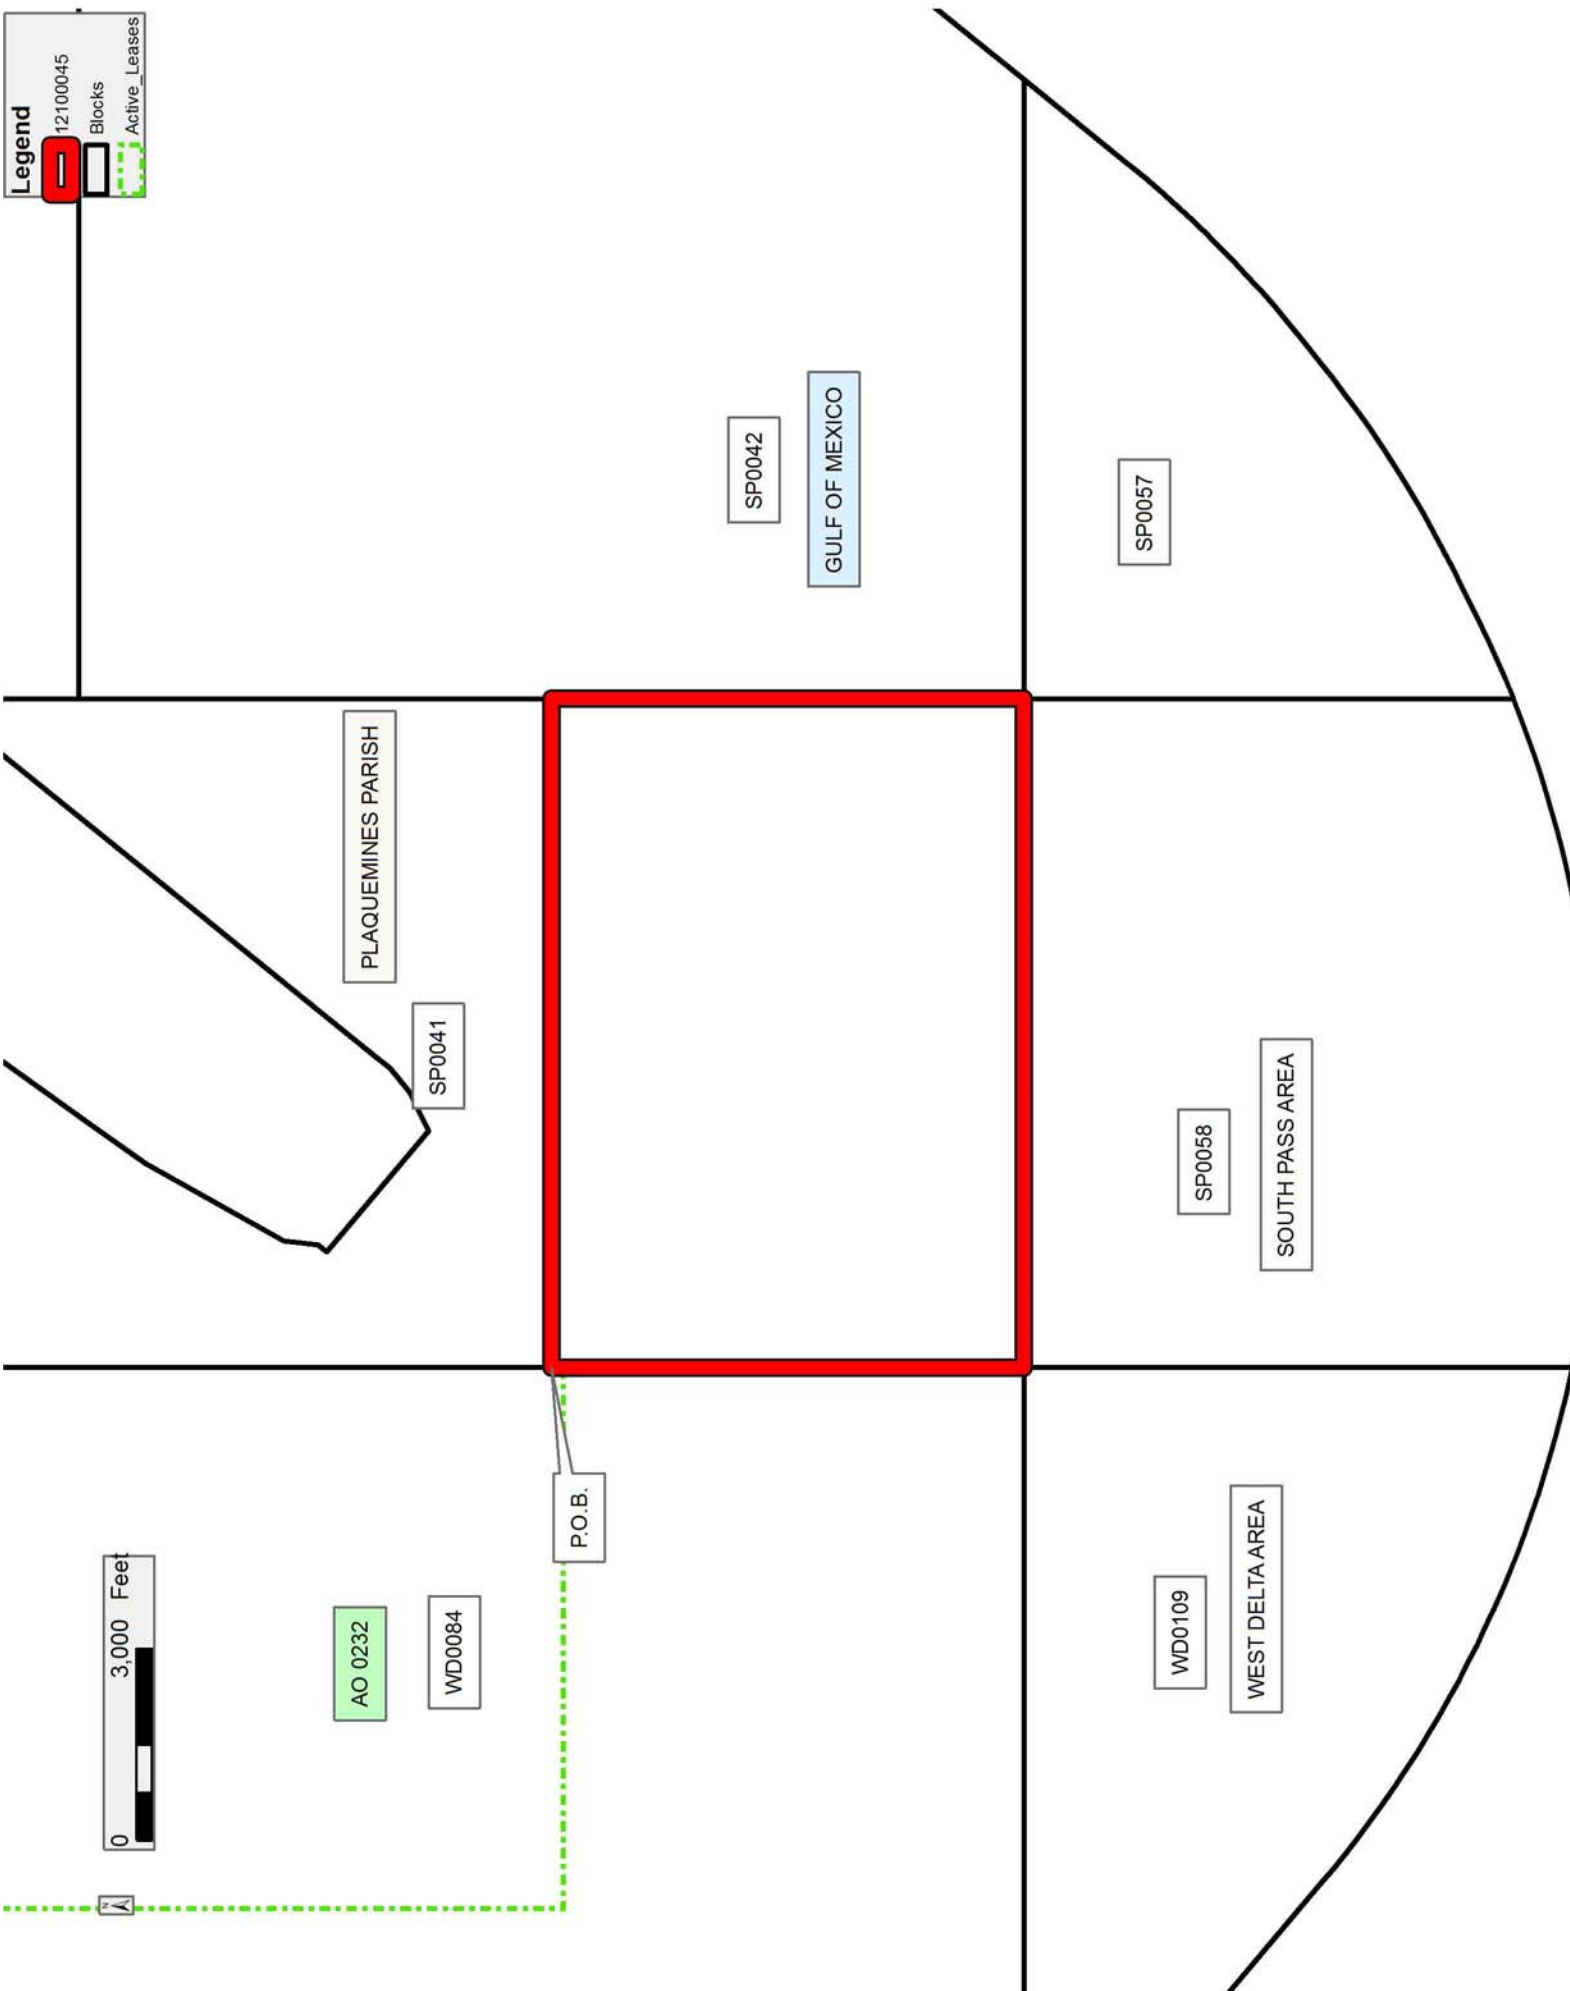 Legend
12100045
Blocks
Active_Leases
SP0042
GULF OF MEXICO
SP0057
PLAQUEMINES PARISH
SP0041
SP0058
SOUTH PASS AREA
P.O.B.
0 3,000 Feet
N
AO 0232
WD0084
WD0109
WEST DELTA AREA